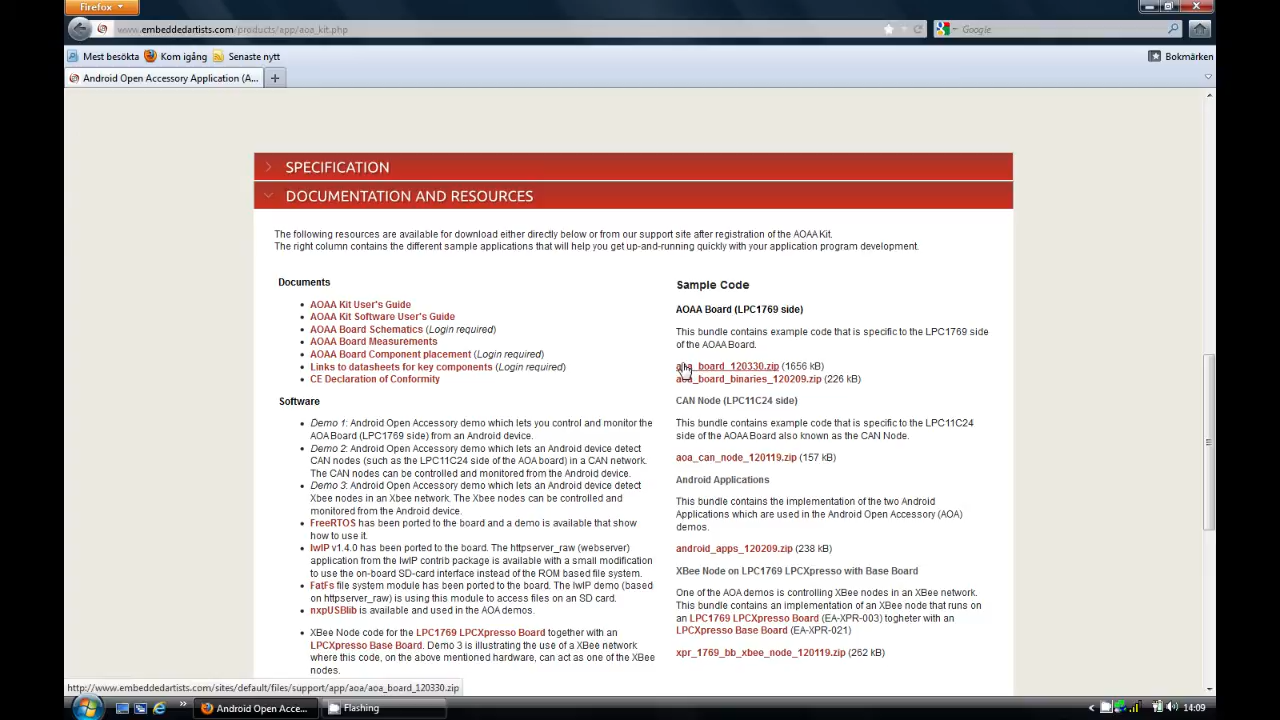 Firefox
www.embeddedartists.com/products/app/aoa_kit.php
Google
Mest besökta
Kom igång
Senaste nytt
Bokmärken
Android Open Accessory Application (A...
SPECIFICATION
DOCUMENTATION AND RESOURCES
The following resources are available for download either directly below or from our support site after registration of the AOAA Kit.
The right column contains the different sample applications that will help you get up-and-running quickly with your application program development.
Documents
AOAA Kit User's Guide
AOAA Kit Software User's Guide
AOAA Board Schematics (Login required)
AOAA Board Measurements
AOAA Board Component placement (Login required)
Links to datasheets for key components (Login required)
CE Declaration of Conformity
Software
Demo 1: Android Open Accessory demo which lets you control and monitor the
AOA Board (LPC1769 side) from an Android device.
Demo 2: Android Open Accessory demo which lets an Android device detect
CAN nodes (such as the LPC11C24 side of the AOA board) in a CAN network.
The CAN nodes can be controlled and monitored from the Android device.
Demo 3: Android Open Accessory demo which lets an Android device detect
Xbee nodes in an Xbee network. The Xbee nodes can be controlled and
monitored from the Android device.
FreeRTOS has been ported to the board and a demo is available that show
how to use it.
lwIP v1.4.0 has been ported to the board. The httpserver_raw (webserver)
application from the lwIP contrib package is available with a small modification
to use the on-board SD-card interface instead of the ROM based file system.
FatFs file system module has been ported to the board. The lwIP demo (based
on httpserver_raw) is using this module to access files on an SD card.
nxpUSBlib is available and used in the AOA demos.
XBee Node code for the LPC1769 LPCXpresso Board together with an
LPCXpresso Base Board. Demo 3 is illustrating the use of a XBee network
where this code, on the above mentioned hardware, can act as one of the XBee
nodes.
Sample Code
AOAA Board (LPC1769 side)
This bundle contains example code that is specific to the LPC1769 side
of the AOAA Board.
aoa_board_120330.zip (1656 kB)
aoa_board_binaries_120209.zip (226 kB)
CAN Node (LPC11C24 side)
This bundle contains example code that is specific to the LPC11C24
side of the AOAA Board also known as the CAN Node.
aoa_can_node_120119.zip (157 kB)
Android Applications
This bundle contains the implementation of the two Android
Applications which are used in the Android Open Accessory (AOA)
demos.
android_apps_120209.zip (238 kB)
XBee Node on LPC1769 LPCXpresso with Base Board
One of the AOA demos is controlling XBee nodes in an XBee network.
This bundle contains an implementation of an XBee node that runs on
an LPC1769 LPCXpresso Board (EA-XPR-003) togheter with an
LPCXpresso Base Board (EA-XPR-021)
xpr_1769_bb_xbee_node_120119.zip (262 kB)
http://www.embeddedartists.com/sites/default/files/support/app/aoa/aoa_board_120330.zip
Android Open Acce...
Flashing
14:09